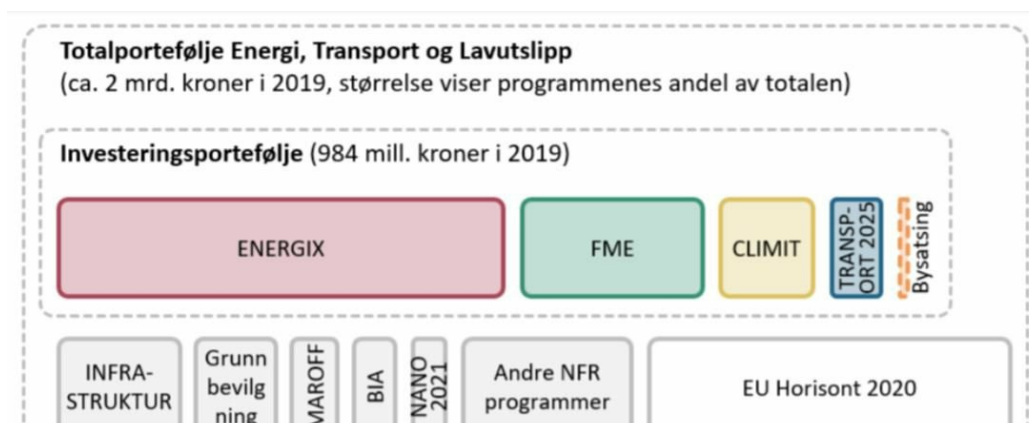 Totalportefølje Energi, Transport og Lavutslipp
(ca. 2 mrd. kroner i 2019, størrelse viser programmenes andel av totalen)
Investeringsportefølje (984 mill. kroner i 2019)
ENERGIX
FME
CLIMIT
TRANSP-
ORT 2025
Bysatsing
INFRA-
STRUKTUR
Grunn
bevilg
ning
MAROFF
BIA
NANO
2021
Andre NFR
programmer
EU Horisont 2020